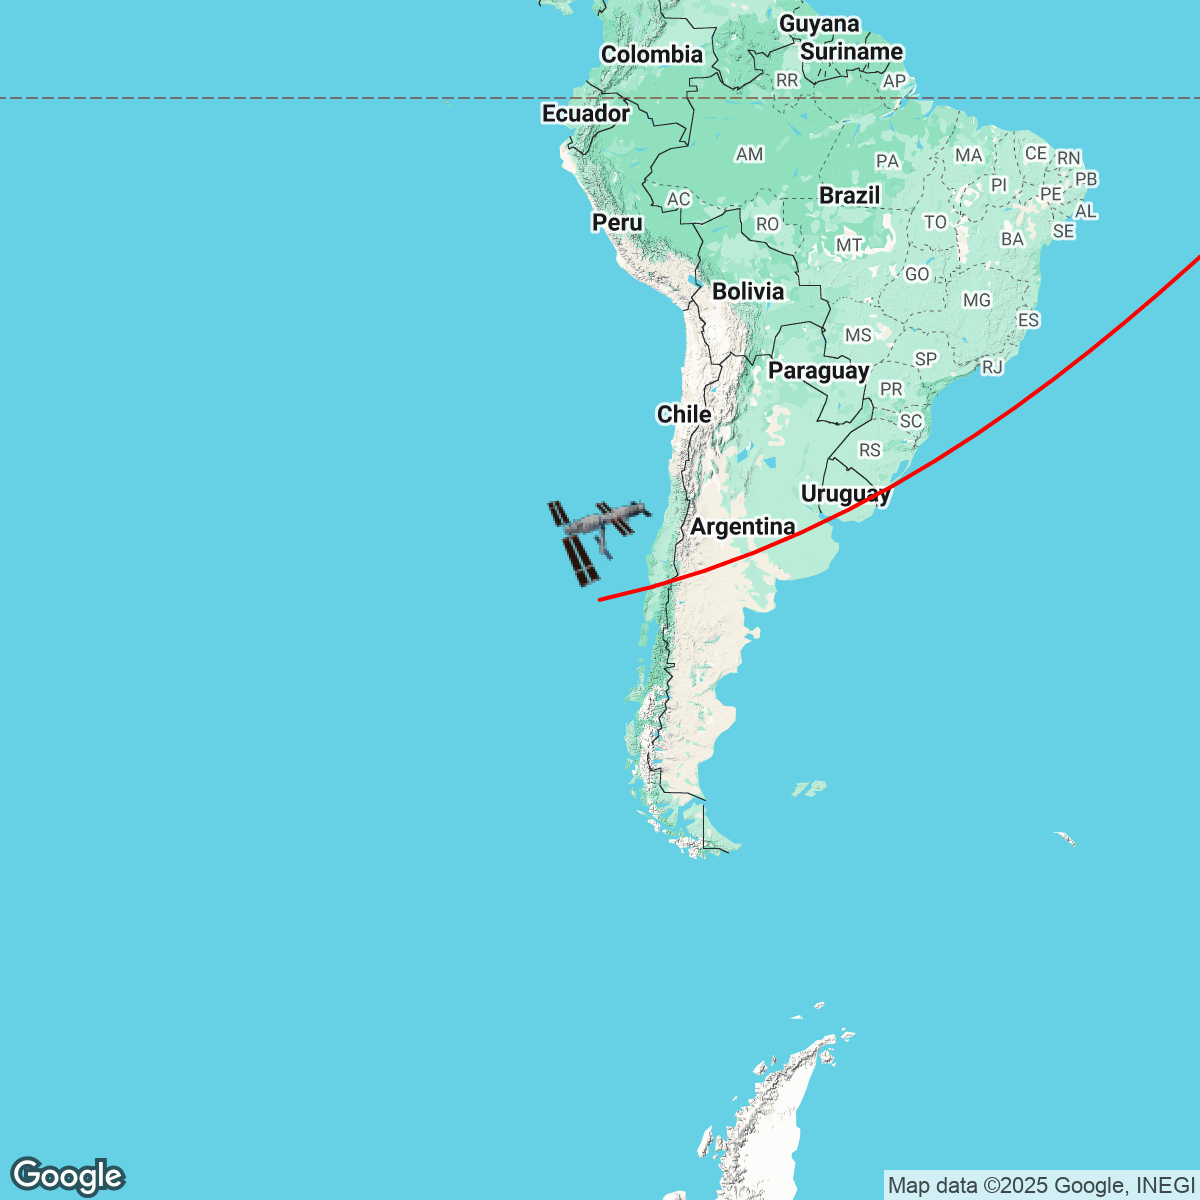 Guyana
Colombia
Suriname
RR
AP
Ecuador
AM
PA
MA
CE
RN
PI
PB
PE
AC
Brazil
AL
Peru
RO
TO
SE
MT
BA
GO
Bolivia
MG
ES
MS
SP
RJ
Paraguay
PR
Chile
SC
RS
Uruguay
Argentina
Google
Map data ©2025 Google, INEGI